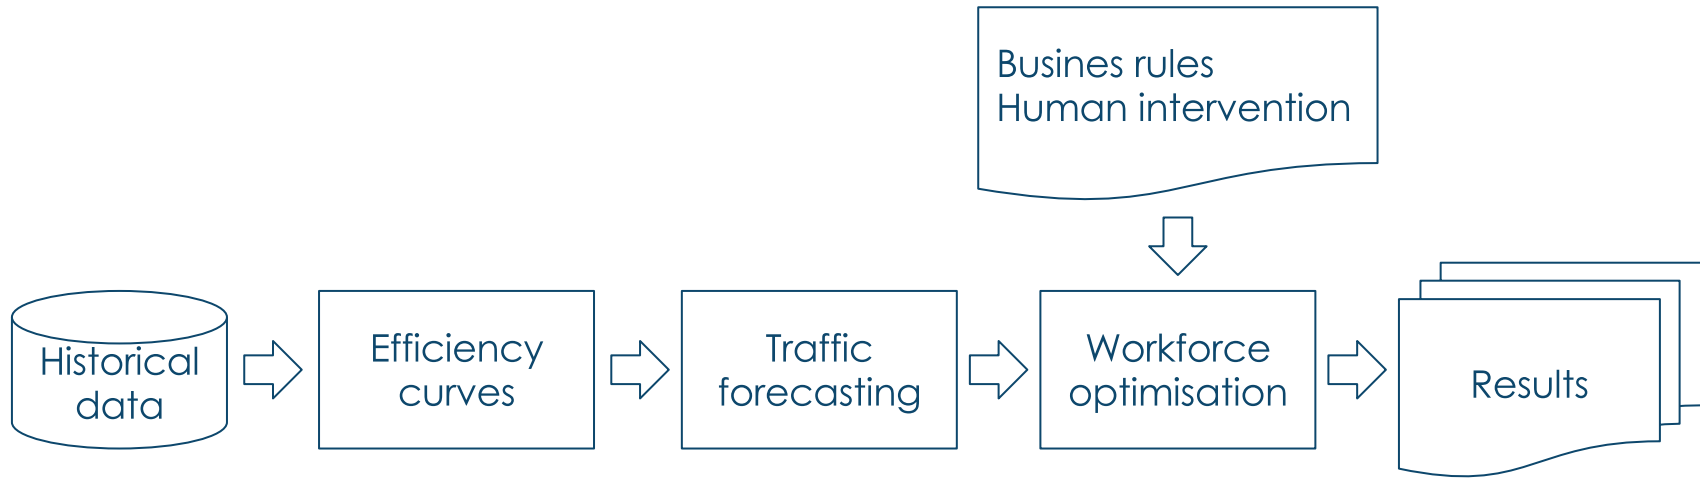 Busines rules
Human intervention
Historical
data
Efficiency
curves
Traffic
forecasting
Workforce
optimisation
Results